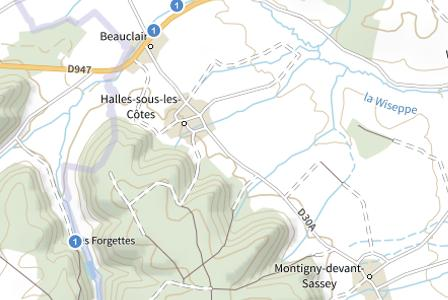 1
1
Beauclair
D947
Halles-sous-les-
Côtes
la Wiseppe
D30A
1
s Forgettes
Montigny-devant-
Sassey